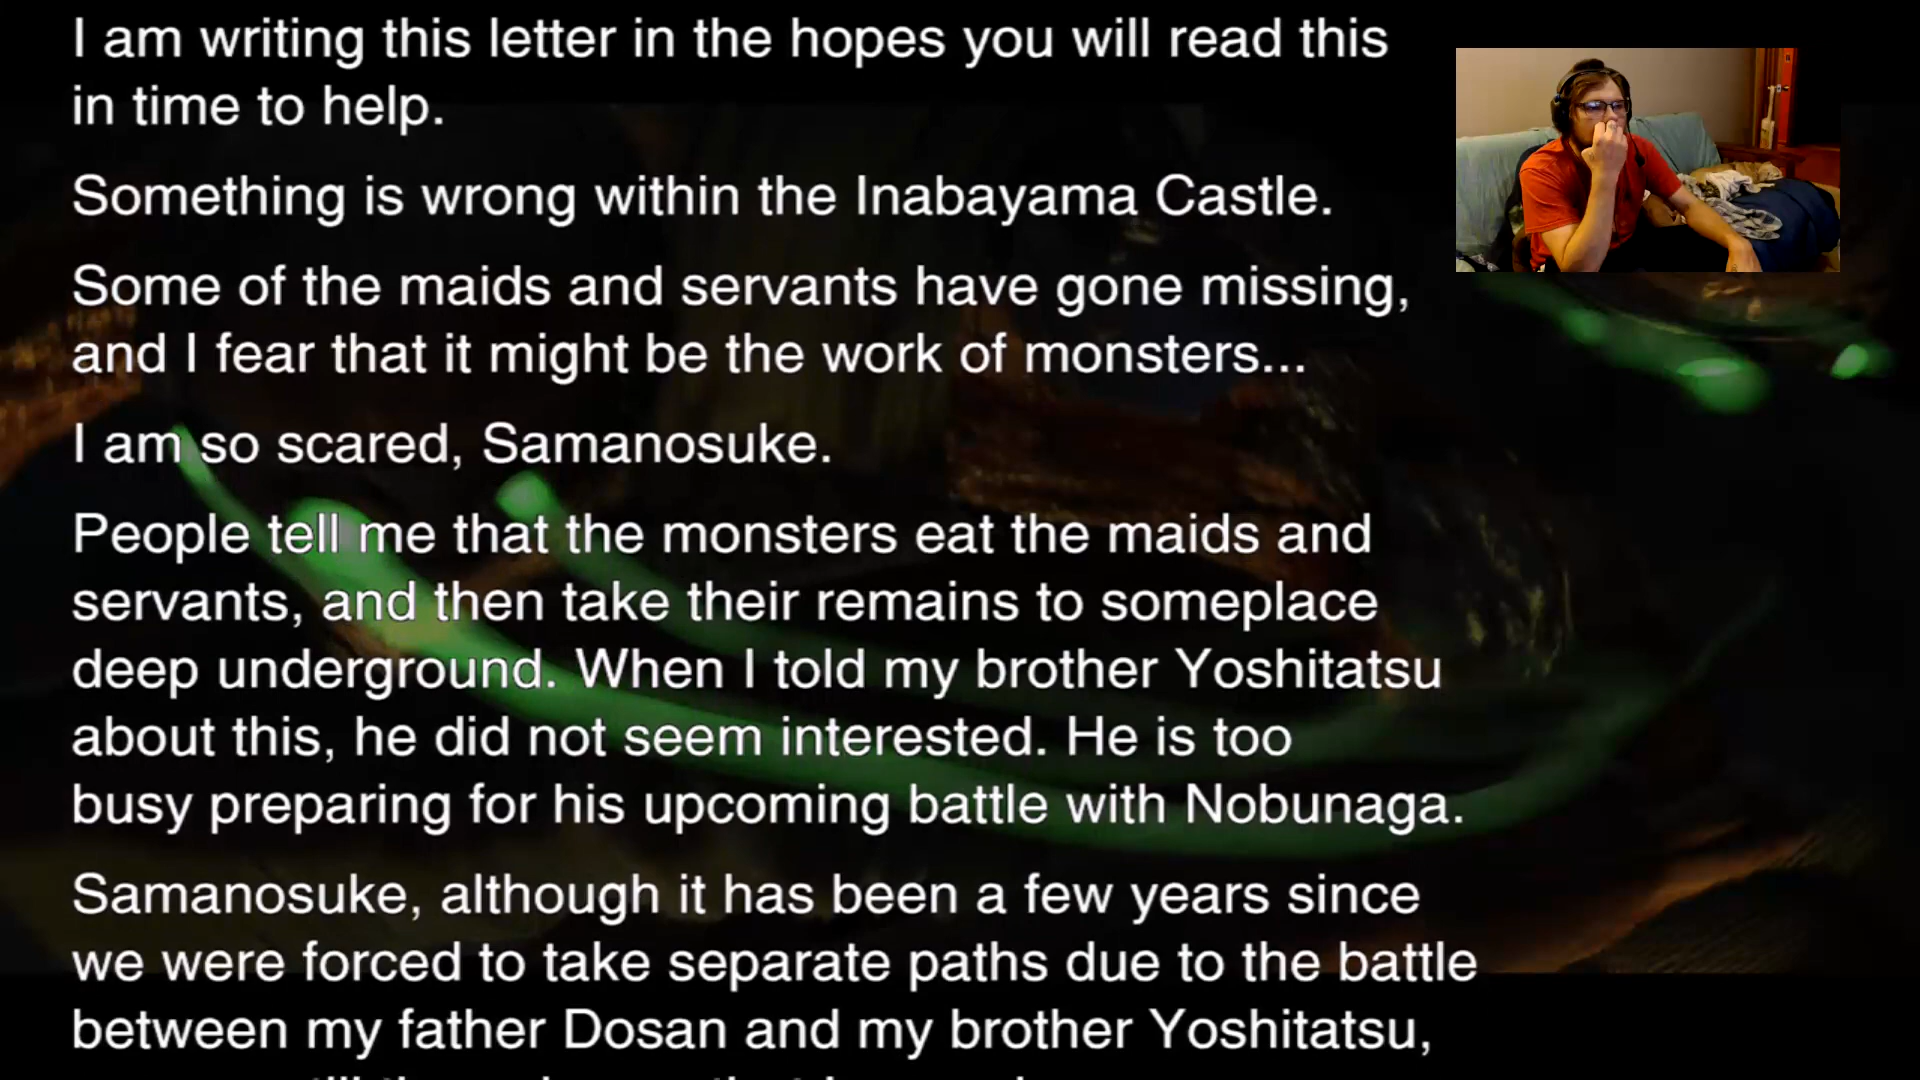 I am writing this letter in the hopes you will read this
in time to help.
Something is wrong within the Inabayama Castle.
Some of the maids and servants have gone missing,
and I fear that it might be the work of monsters...
I am so scared, Samanosuke.
People tell me that the monsters eat the maids and
servants, and then take their remains to someplace
deep underground. When I told my brother Yoshitatsu
about this, he did not seem interested. He is too
busy preparing for his upcoming battle with Nobunaga.
Samanosuke, although it has been a few years since
we were forced to take separate paths due to the battle
between my father Dosan and my brother Yoshitatsu,